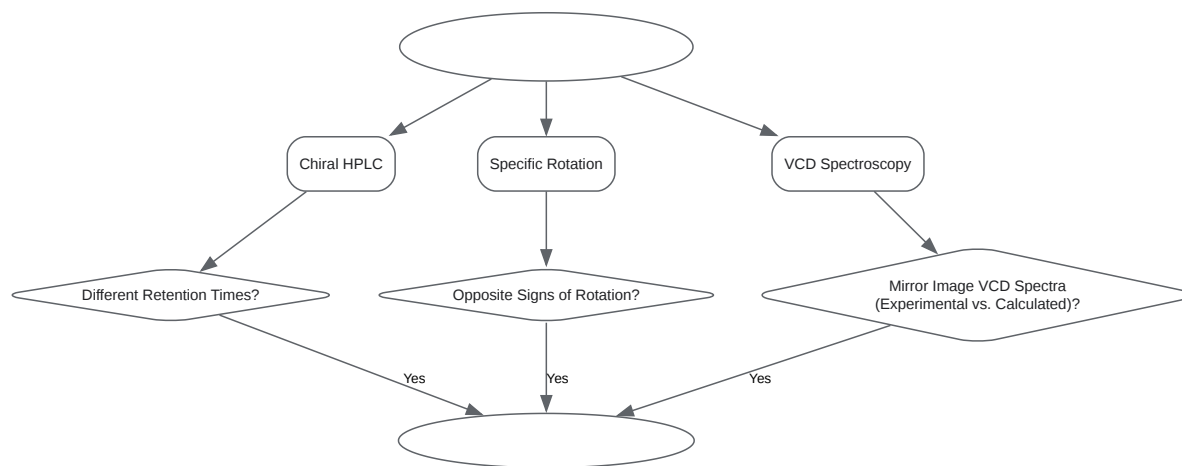 Chiral HPLC
Specific Rotation
VCD Spectroscopy
Different Retention Times?
Opposite Signs of Rotation?
Mirror Image VCD Spectra
(Experimental vs. Calculated)?
Yes
Yes
Yes